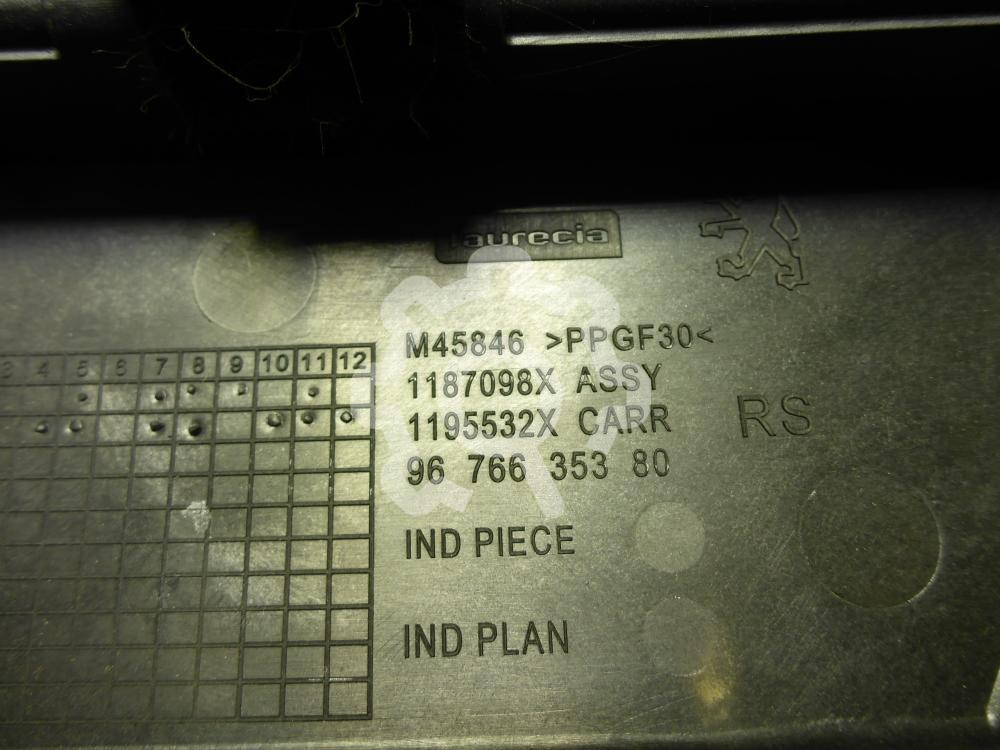 faurecia
M45846 >PPGF30<
1187098X ASSY
1195532X CARR
RS
96 766 353 80
IND PIECE
IND PLAN
3 4 5 6 7 8 9 10 11 12